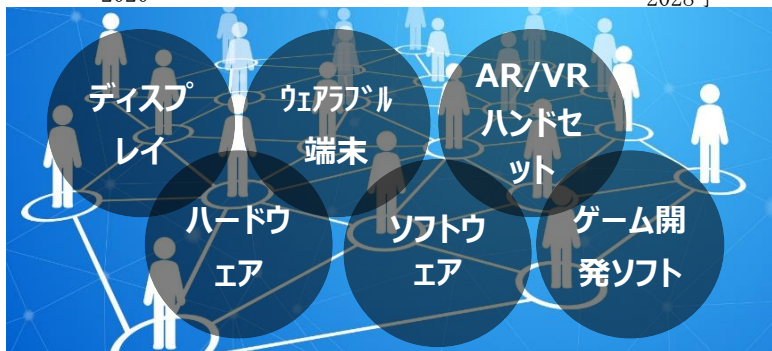 ディスプ
レイ
ｳｪｱﾗﾌﾞﾙ
端末
AR/VR
ハンドセ
ット
ハードウ
ェア
ソフトウ
ェア
ゲーム開
発ソフト